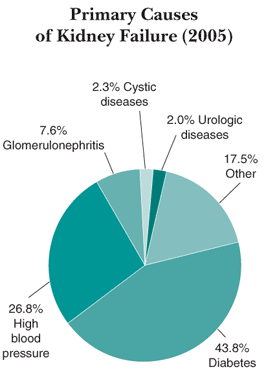 Primary Causes
of Kidney Failure (2005)
2.3% Cystic
diseases
2.0% Urologic
diseases
7.6%
Glomerulonephritis
17.5%
Other
26.8%
High
blood
pressure
43.8%
Diabetes